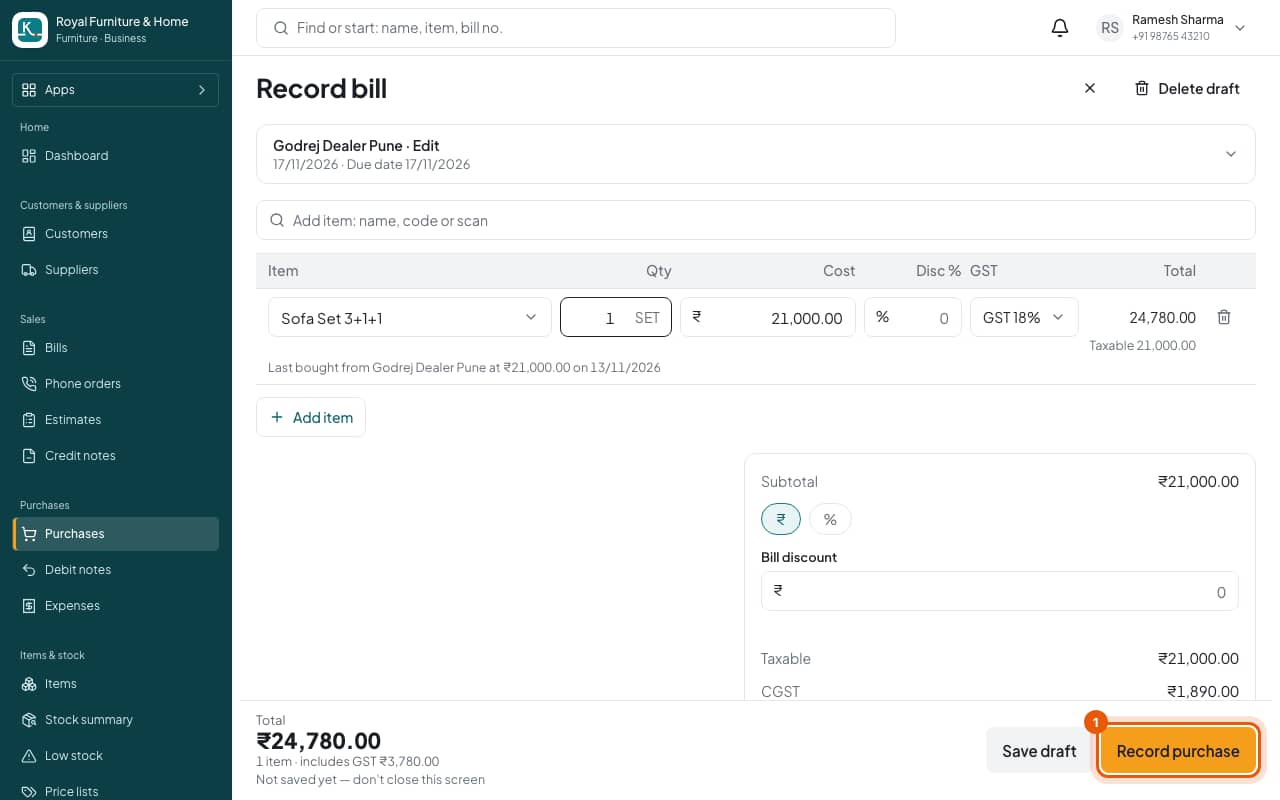 Royal Furniture & Home
Furniture · Business
Apps
Home
Dashboard
Customers & suppliers
Customers
Suppliers
Sales
Bills
Phone orders
Estimates
Credit notes
Purchases
Purchases
Debit notes
Expenses
Items & stock
Items
Stock summary
Low stock
Price lists
Find or start: name, item, bill no.
RS
Ramesh Sharma
+91 98765 43210
Record bill
Delete draft
Godrej Dealer Pune · Edit
17/11/2026 · Due date 17/11/2026
Add item: name, code or scan
Item Qty Cost Disc % GST Total
Sofa Set 3+1+1 1 SET ₹ 21,000.00 % 0 GST 18% 24,780.00
Taxable 21,000.00
Last bought from Godrej Dealer Pune at ₹21,000.00 on 13/11/2026
Add item
Subtotal ₹21,000.00
₹ %
Bill discount
₹ 0
Taxable ₹21,000.00
CGST ₹1,890.00
Total
₹24,780.00
1 item · includes GST ₹3,780.00
Not saved yet — don't close this screen
Save draft
1
Record purchase